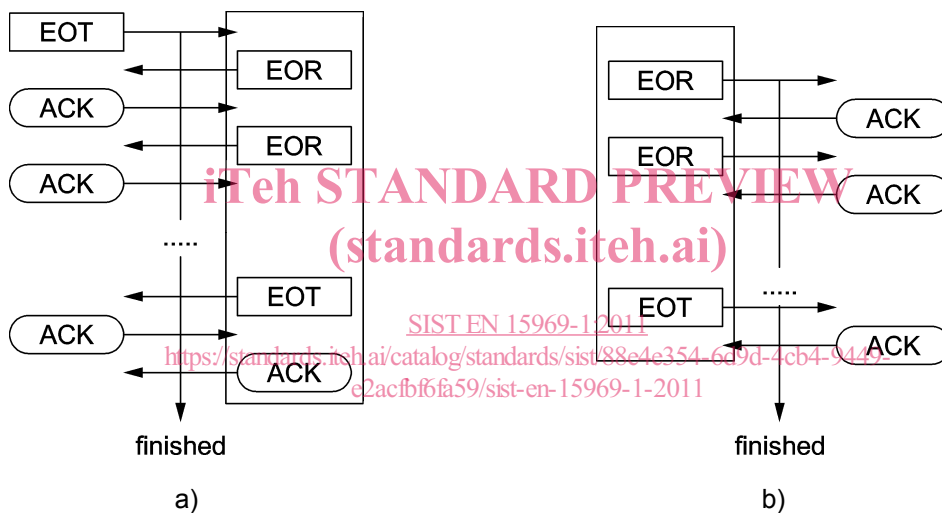 EOT
EOR
ACK
EOR
ACK
.....
EOT
ACK
ACK
finished
a)
EOR
ACK
EOR
ACK
.....
EOT
ACK
finished
b)
iTeh STANDARD PREVIEW
(standards.iteh.ai)
SIST EN 15969-1:2011
https://standards.iteh.ai/catalog/standards/sist/88e4e354-6d9d-4cb4-9449-
e2acfbf6fa59/sist-en-15969-1-2011